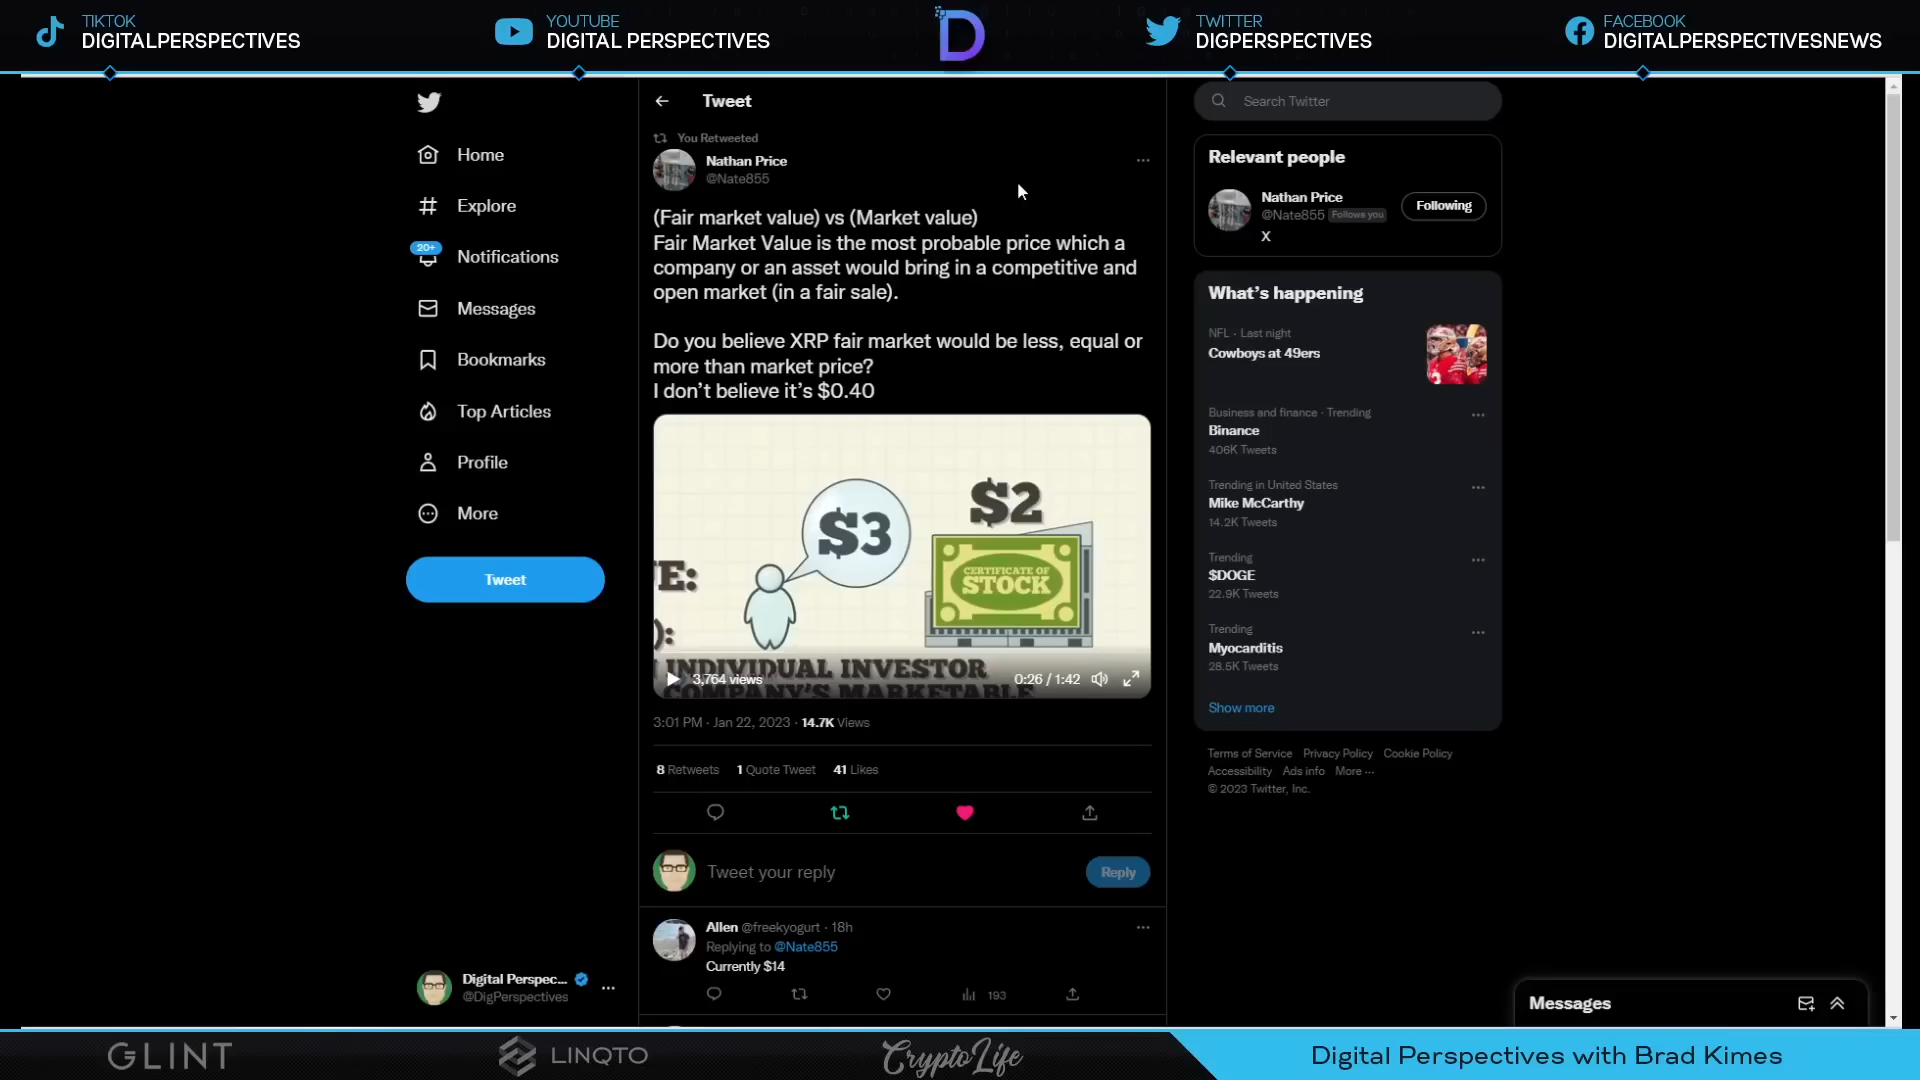 TIKTOK
DIGITALPERSPECTIVES
YOUTUBE
DIGITAL PERSPECTIVES
D
TWITTER
DIGPERSPECTIVES
FACEBOOK
DIGITALPERSPECTIVESNEWS
Home
Explore
20+
Notifications
Messages
Bookmarks
Top Articles
Profile
More
Tweet
Digital Perspec...
@DigPerspectives
Tweet
You Retweeted
Nathan Price
@Nate855
(Fair market value) vs (Market value)
Fair Market Value is the most probable price which a
company or an asset would bring in a competitive and
open market (in a fair sale).
Do you believe XRP fair market would be less, equal or
more than market price?
I don't believe it's $0.40
$3
$2
E:
CERTIFICATE OF
STOCK
):
INDIVIDUAL INVESTOR
COMPANY'S MARKETABLE
3,764 views
0:26 / 1:42
3:01 PM · Jan 22, 2023 · 14.7K Views
8 Retweets 1 Quote Tweet 41 Likes
Tweet your reply
Reply
Allen @freekyogurt · 18h
Replying to @Nate855
Currently $14
193
Search Twitter
Relevant people
Nathan Price
@Nate855 Follows you
X
Following
What's happening
NFL · Last night
Cowboys at 49ers
Business and finance · Trending
Binance
406K Tweets
Trending in United States
Mike McCarthy
14.2K Tweets
Trending
$DOGE
22.9K Tweets
Trending
Myocarditis
28.5K Tweets
Show more
Terms of Service Privacy Policy Cookie Policy
Accessibility Ads info More ···
© 2023 Twitter, Inc.
Messages
GLINT
LINQTO
CryptoLife
Digital Perspectives with Brad Kimes